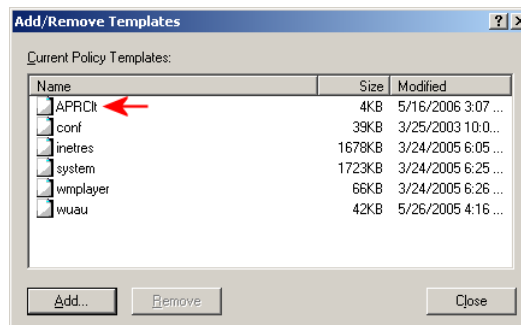 Add/Remove Templates
Current Policy Templates:
Name Size Modified
APRClt 4KB 5/16/2006 3:07 ...
conf 39KB 3/25/2003 10:0...
inetres 1678KB 3/24/2005 6:05 ...
system 1723KB 3/24/2005 6:25 ...
wmplayer 66KB 3/24/2005 6:26 ...
wuau 42KB 5/26/2005 4:16 ...
Add... Remove Close